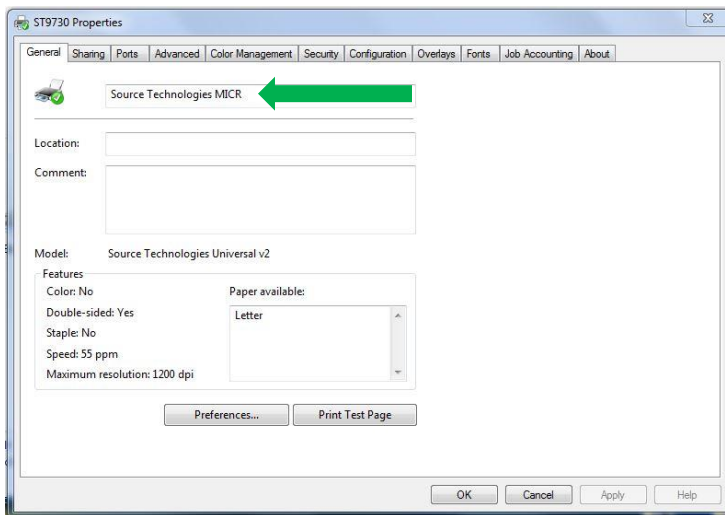 ST9730 Properties
General Sharing Ports Advanced Color Management Security Configuration Overlays Fonts Job Accounting About
Source Technologies MICR
Location:
Comment:
Model: Source Technologies Universal v2
Features
Color: No
Paper available:
Double-sided: Yes
Letter
Staple: No
Speed: 55 ppm
Maximum resolution: 1200 dpi
Preferences... Print Test Page
OK Cancel Apply Help